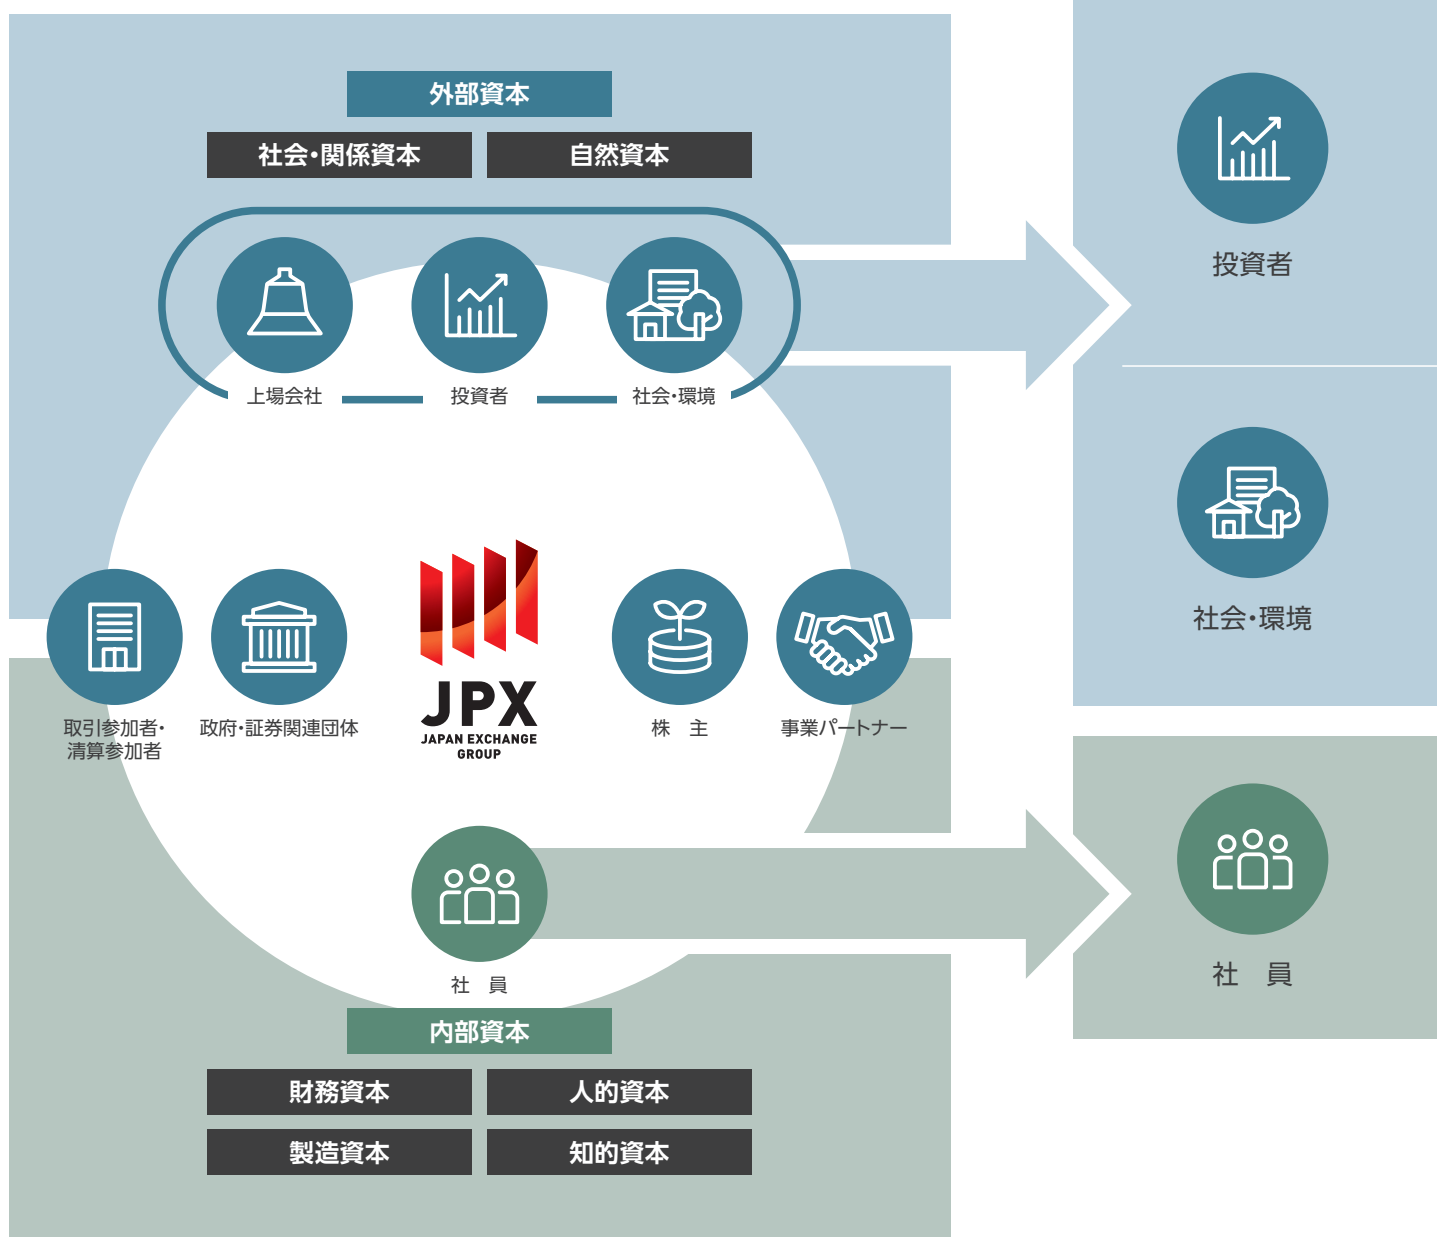 外部資本
社会・関係資本
自然資本
上場会社
投資者
社会・環境
取引参加者・
清算参加者
政府・証券関連団体
JPX
JAPAN EXCHANGE
GROUP
株　主
事業パートナー
社　員
内部資本
財務資本
人的資本
製造資本
知的資本
投資者
社会・環境
社　員